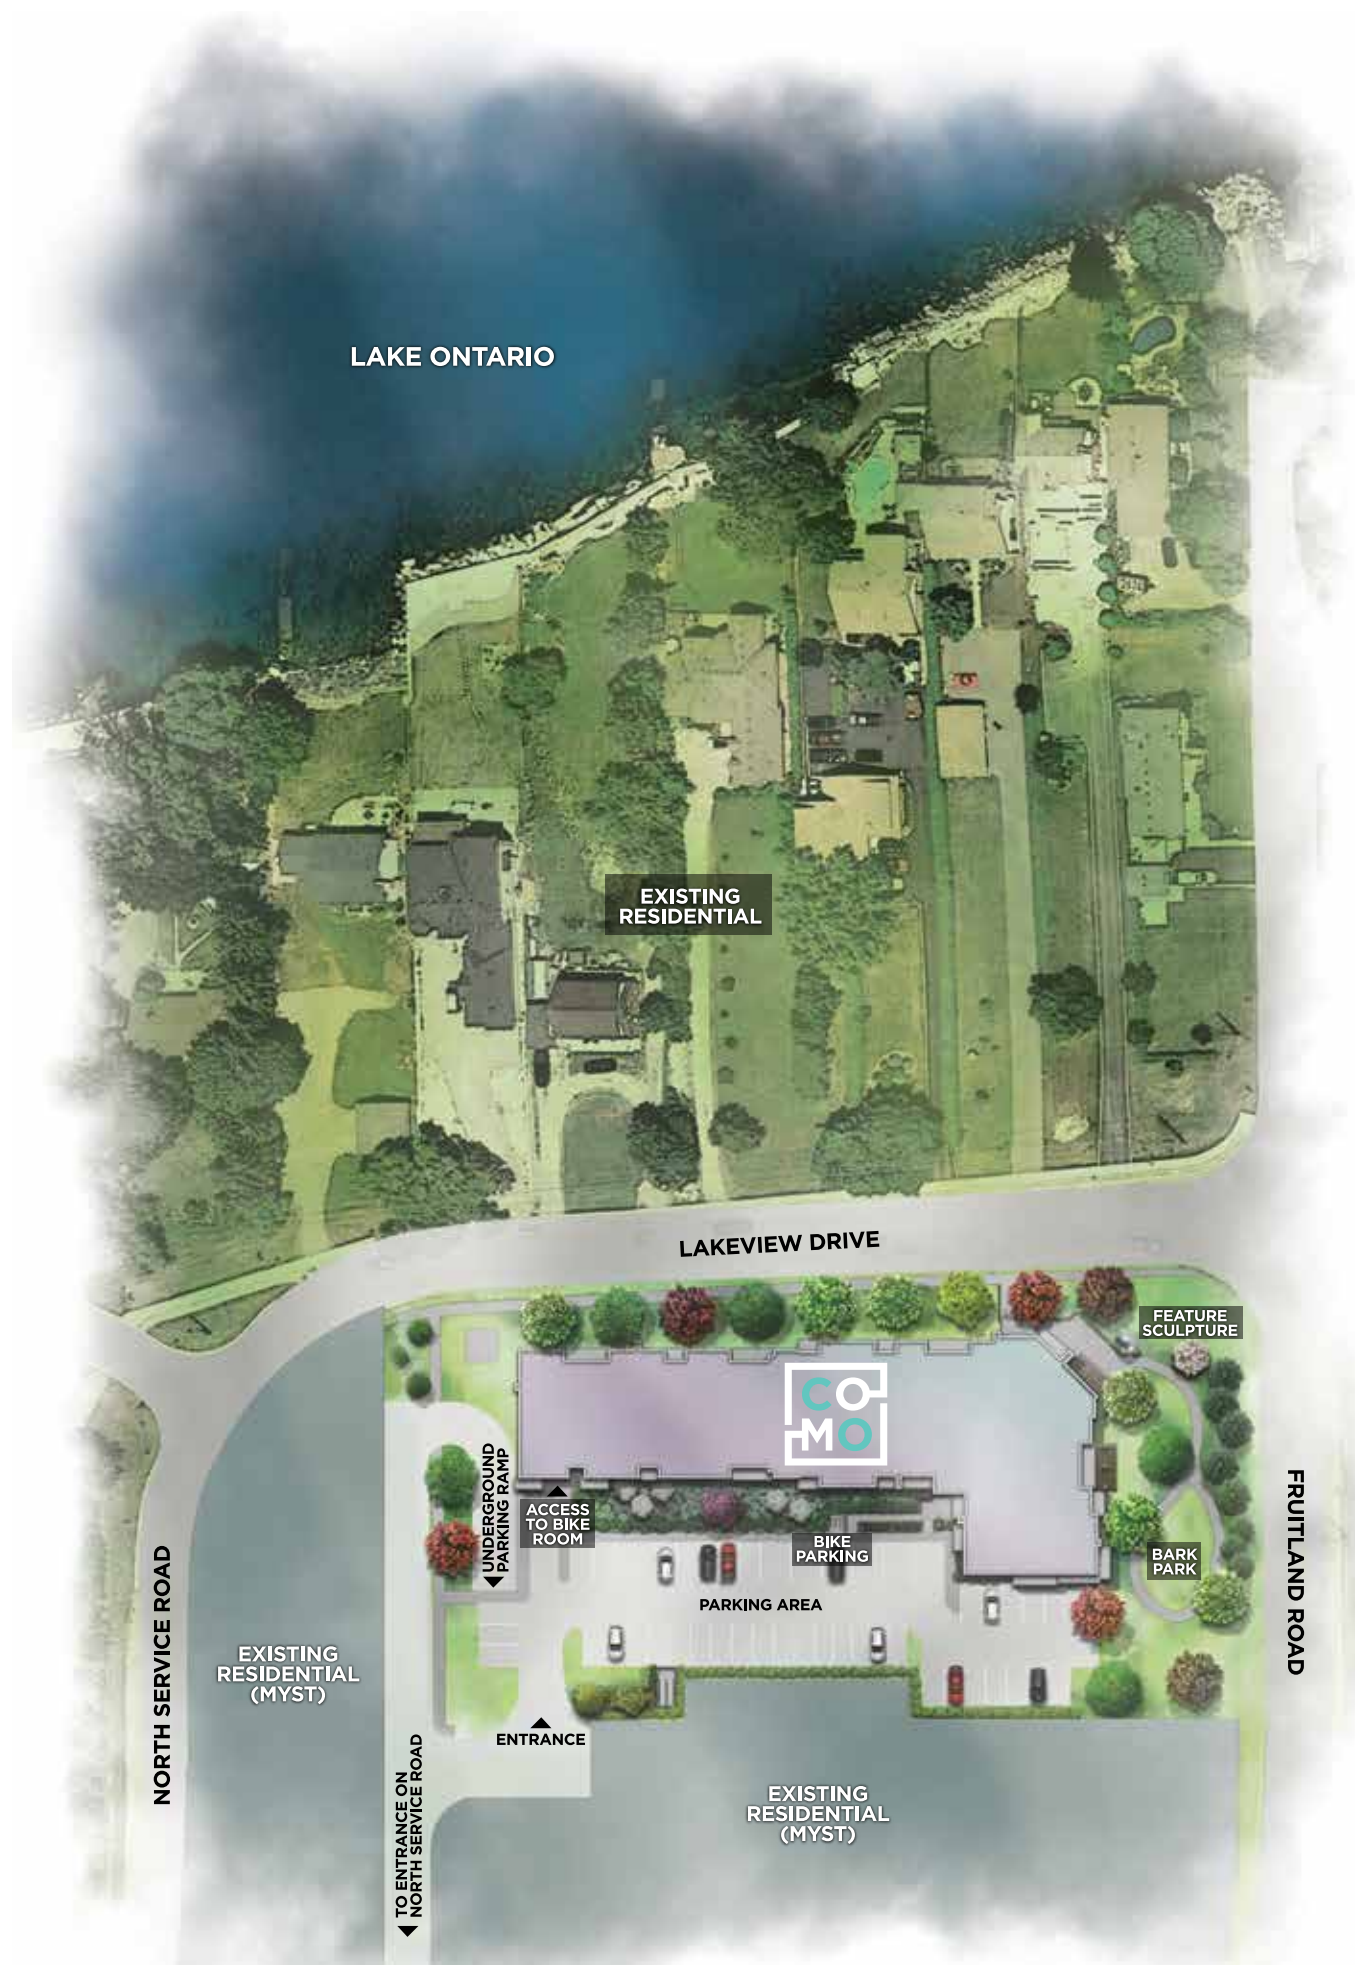 LAKE ONTARIO
EXISTING
RESIDENTIAL
LAKEVIEW DRIVE
FEATURE
SCULPTURE
CO
MO
UNDERGROUND
PARKING RAMP
ACCESS
TO BIKE
ROOM
BIKE
PARKING
BARK
PARK
PARKING AREA
FRUITLAND ROAD
NORTH SERVICE ROAD
EXISTING
RESIDENTIAL
(MYST)
ENTRANCE
TO ENTRANCE ON
NORTH SERVICE ROAD
EXISTING
RESIDENTIAL
(MYST)